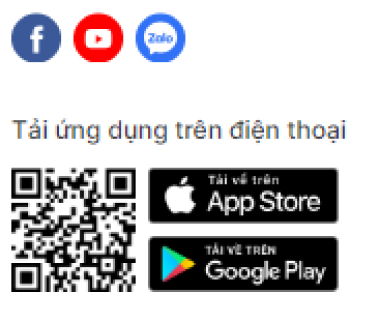 Zalo
Tải ứng dụng trên điện thoại
Tải về trên
App Store
TẢI VỀ TRÊN
Google Play